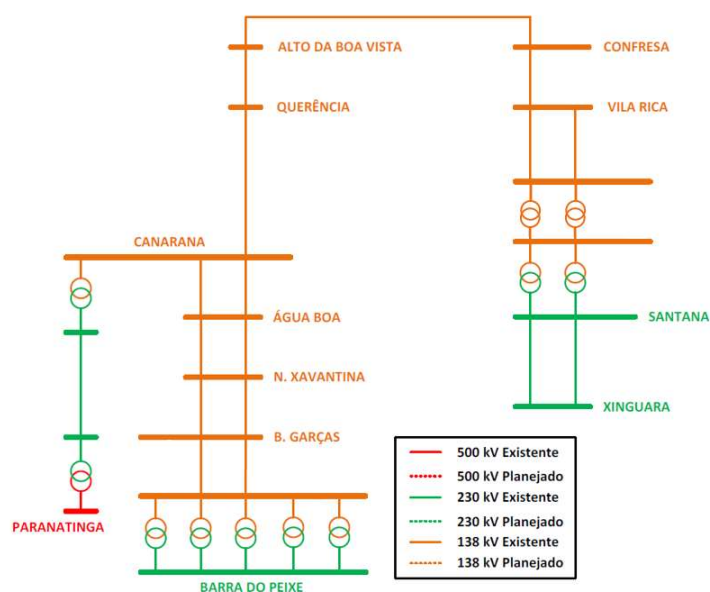 ALTO DA BOA VISTA
CONFRESA
QUERÊNCIA
VILA RICA
CANARANA
ÁGUA BOA
SANTANA
N. XAVANTINA
XINGUARA
B. GARÇAS
500 kV Existente
500 kV Planejado
230 kV Existente
230 kV Planejado
138 kV Existente
138 kV Planejado
PARANATINGA
BARRA DO PEIXE